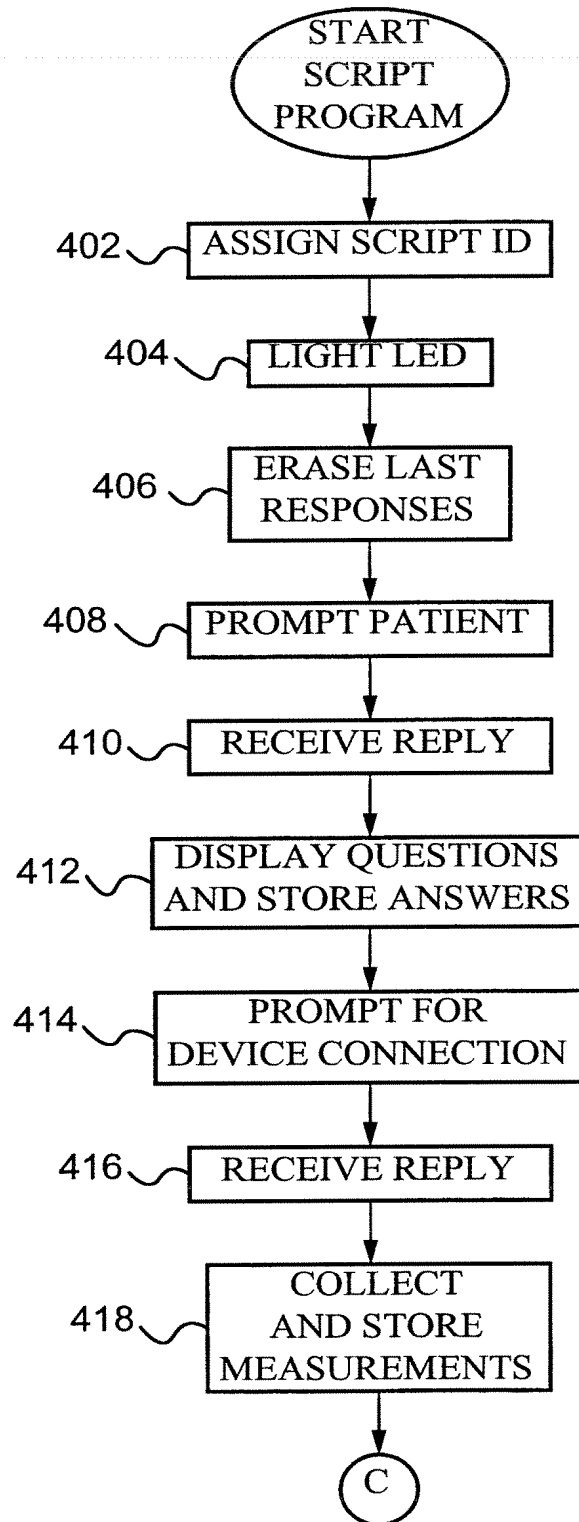 START
SCRIPT
PROGRAM
402 ASSIGN SCRIPT ID
404 LIGHT LED
406 ERASE LAST
RESPONSES
408 PROMPT PATIENT
410 RECEIVE REPLY
412 DISPLAY QUESTIONS
AND STORE ANSWERS
414 PROMPT FOR
DEVICE CONNECTION
416 RECEIVE REPLY
418 COLLECT
AND STORE
MEASUREMENTS
C